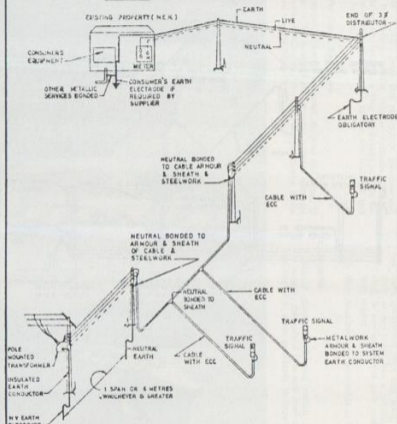 EXISTING PROPERTY (N.E.H.)
EARTH
LIVE
NEUTRAL
END OF 3Ø
DISTRIBUTOR
CONSUMERS
EQUIPMENT
METER
OTHER METALLIC
SERVICES BONDED
CONSUMER'S EARTH
ELECTRODE IF
REQUIRED BY
SUPPLIER
EARTH ELECTRODE
OBLIGATORY
NEUTRAL BONDED
TO CABLE ARMOUR
& SHEATH &
STEELWORK
TRAFFIC
SIGNAL
CABLE WITH
ECC
NEUTRAL BONDED TO
ARMOUR & SHEATH
OF CABLE &
STEELWORK
NEUTRAL
BONDED TO
SHEATH
CABLE WITH
ECC
TRAFFIC SIGNAL
POLE
MOUNTED
TRANSFORMER
NEUTRAL
EARTH
TRAFFIC
SIGNAL
CABLE
WITH ECC
METALWORK
ARMOUR & SHEATH
BONDED TO SYSTEM
EARTH CONDUCTOR
INSULATED
EARTH
CONDUCTOR
1 SPAN OR 6 METRES
WHICHEVER IS GREATER
H V EARTH